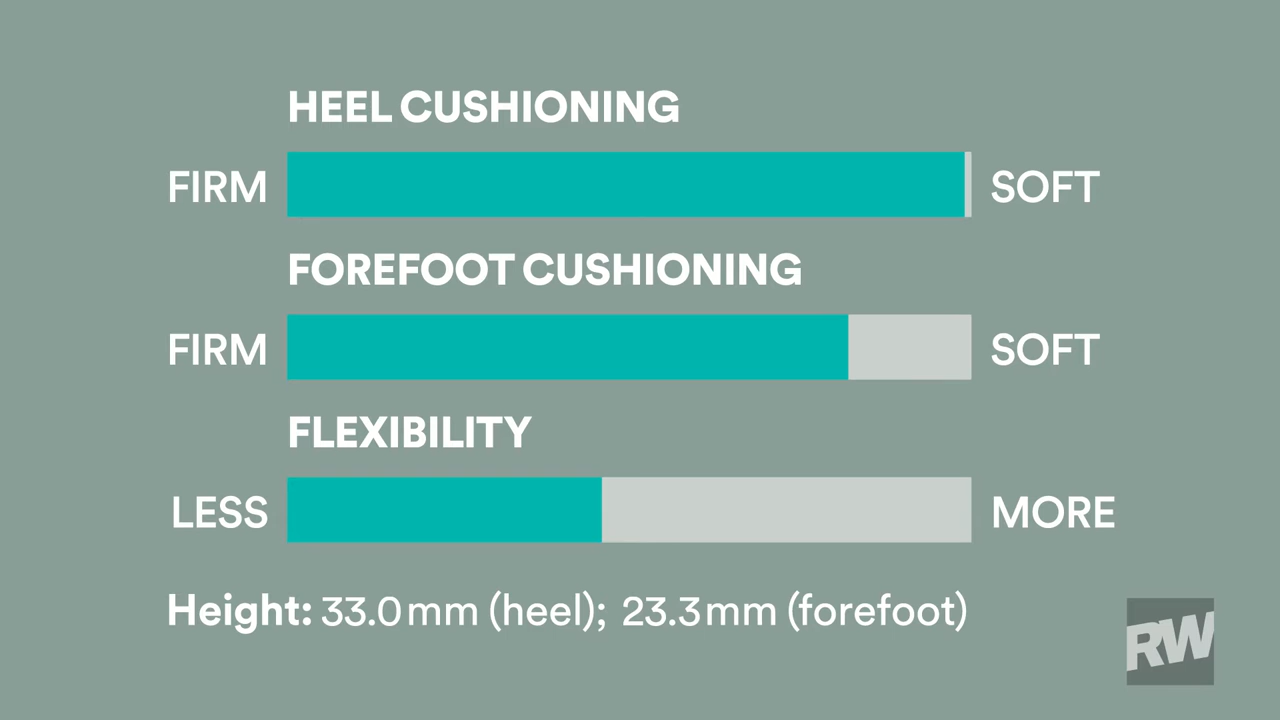 HEEL CUSHIONING
FIRM SOFT
FOREFOOT CUSHIONING
FIRM SOFT
FLEXIBILITY
LESS MORE
Height: 33.0 mm (heel); 23.3 mm (forefoot)
RW